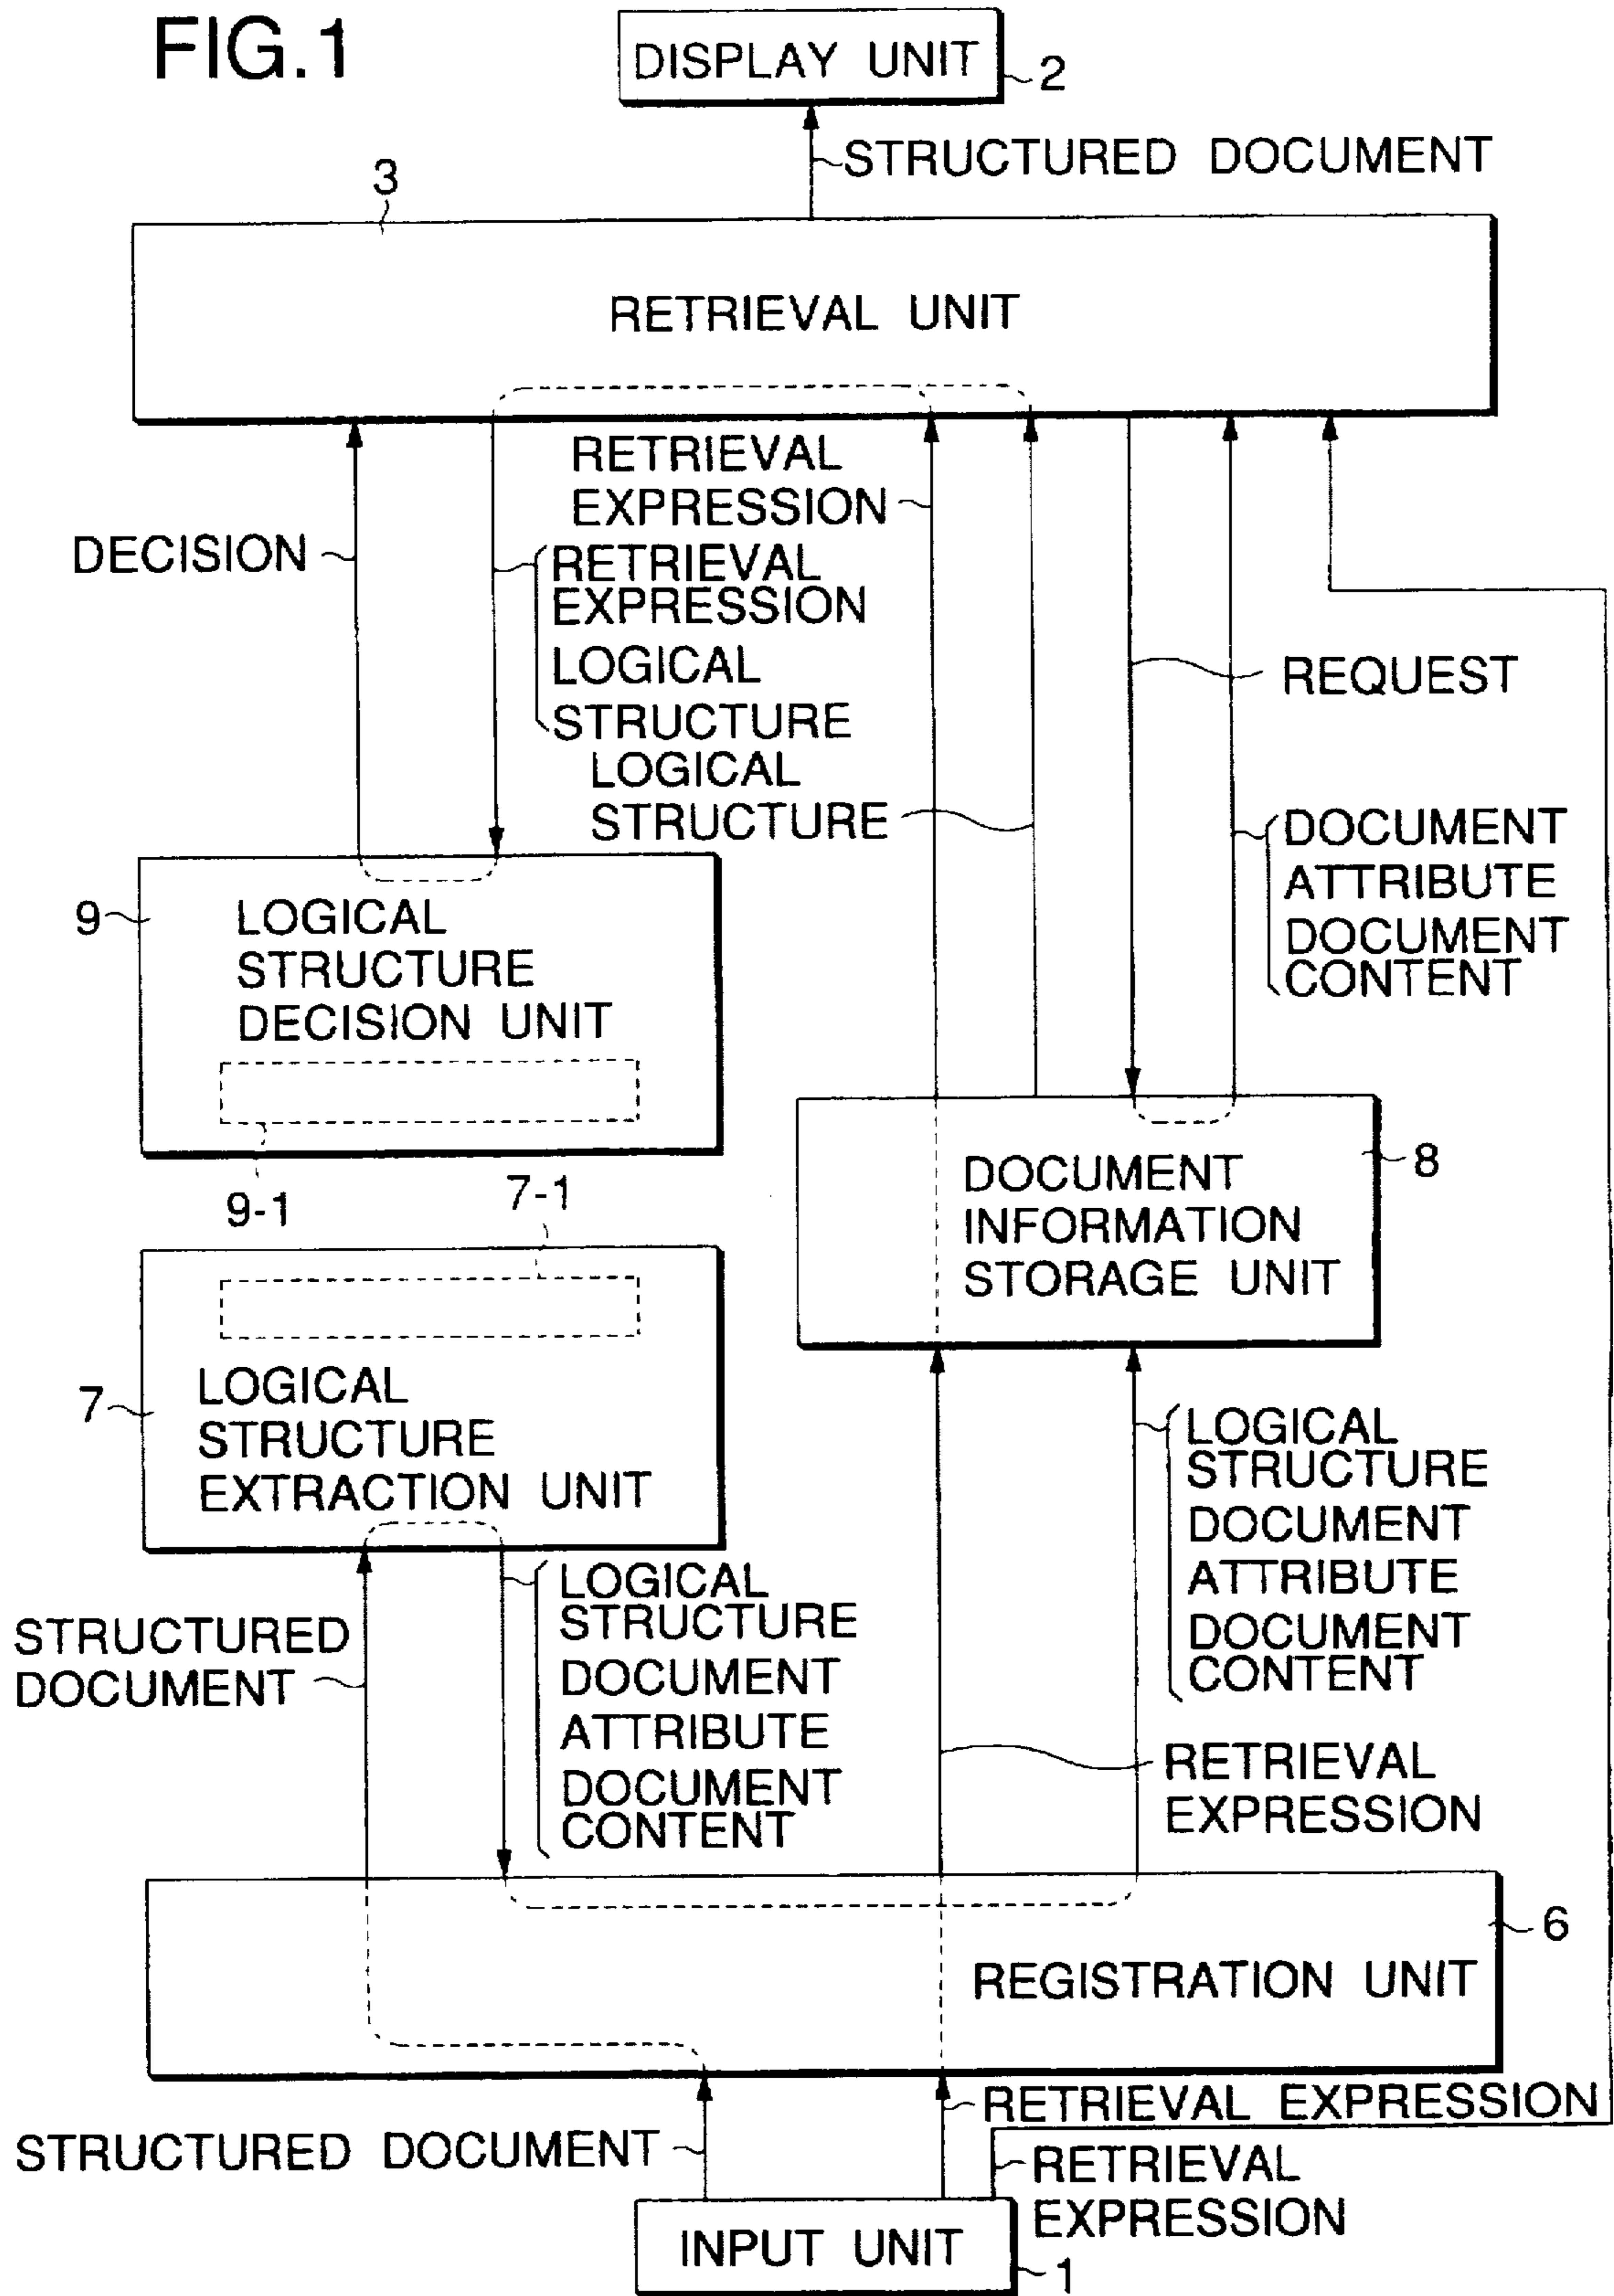 FIG.1
DISPLAY UNIT
2
STRUCTURED DOCUMENT
3
RETRIEVAL UNIT
RETRIEVAL
EXPRESSION
DECISION
RETRIEVAL
EXPRESSION
LOGICAL
STRUCTURE
REQUEST
LOGICAL
STRUCTURE
DOCUMENT
ATTRIBUTE
DOCUMENT
CONTENT
9
LOGICAL
STRUCTURE
DECISION UNIT
9-1
8
DOCUMENT
INFORMATION
STORAGE UNIT
7-1
7
LOGICAL
STRUCTURE
EXTRACTION UNIT
LOGICAL
STRUCTURE
DOCUMENT
ATTRIBUTE
DOCUMENT
CONTENT
STRUCTURED
DOCUMENT
LOGICAL
STRUCTURE
DOCUMENT
ATTRIBUTE
DOCUMENT
CONTENT
RETRIEVAL
EXPRESSION
6
REGISTRATION UNIT
RETRIEVAL EXPRESSION
STRUCTURED DOCUMENT
RETRIEVAL
EXPRESSION
INPUT UNIT
1